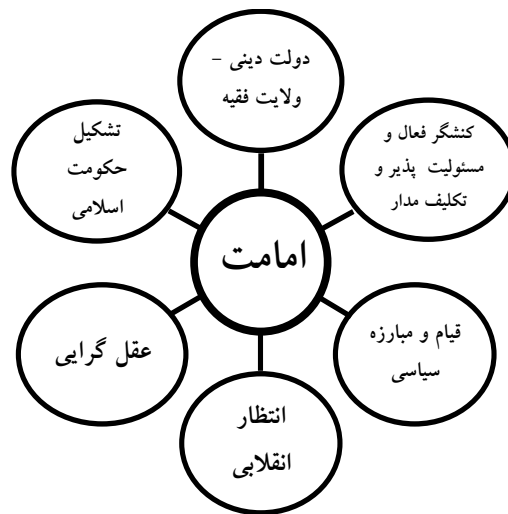 دولت دینی –
ولایت فقیه
کنشگر فعال و
مسئولیت پذیر و
تکلیف مدار
قیام و مبارزه
سیاسی
انتظار
انقلابی
عقل گرایی
تشکیل
حکومت
اسلامی
امامت